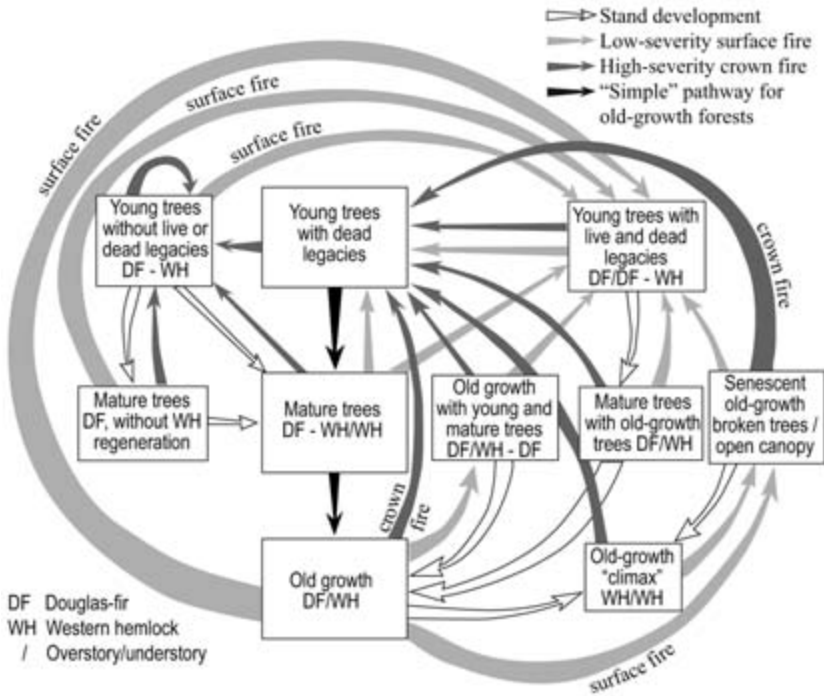 Stand development
Low-severity surface fire
High-severity crown fire
“Simple” pathway for
old-growth forests
surface fire
surface fire
surface fire
Young trees
without live or
dead legacies
DF - WH
Young trees
with dead
legacies
Young trees with
live and dead
legacies
DF/DF - WH
crown fire
Mature trees
DF, without WH
regeneration
Mature trees
DF - WH/WH
Old growth
with young and
mature trees
DF/WH - DF
Mature trees
with old-growth
trees DF/WH
Senescent
old-growth
broken trees /
open canopy
crown
fire
Old growth
DF/WH
Old-growth
“climax”
WH/WH
surface fire
DF Douglas-fir
WH Western hemlock
/ Overstory/understory